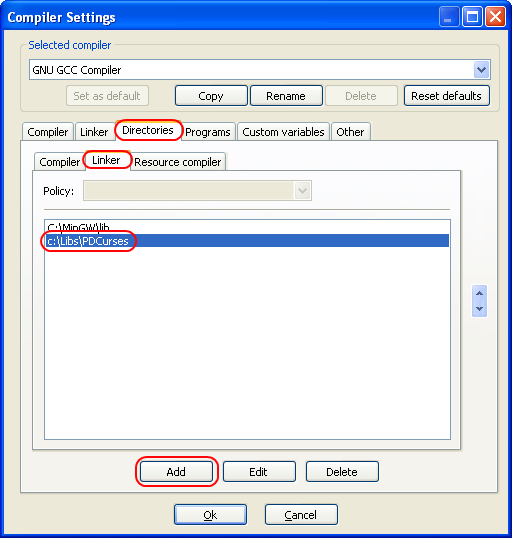 Compiler Settings
Selected compiler
GNU GCC Compiler
Set as default Copy Rename Delete Reset defaults
Compiler Linker Directories Programs Custom variables Other
Compiler Linker Resource compiler
Policy:
C:\MinGW\lib
c:\Libs\PDCurses
Add Edit Delete
Ok Cancel